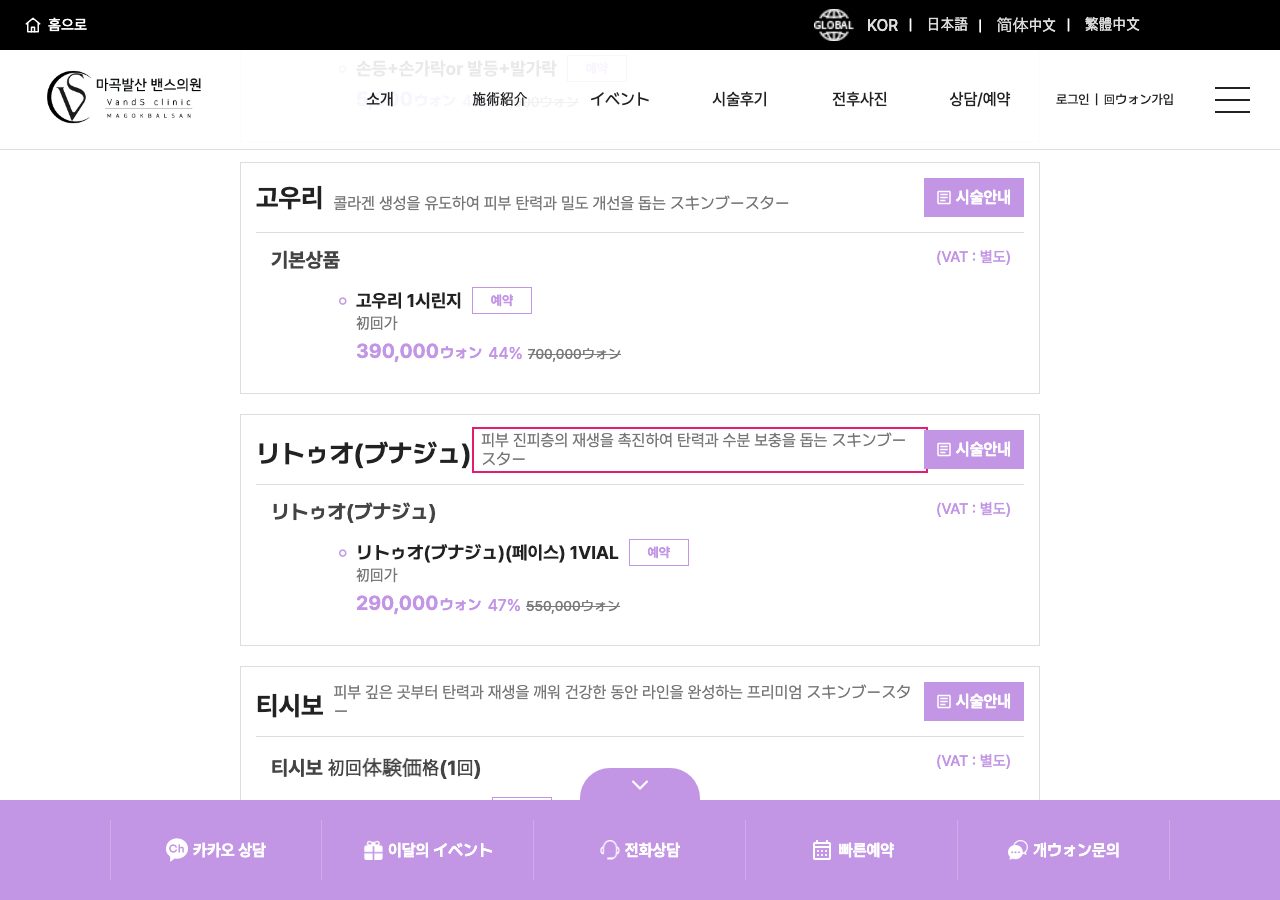 홈으로
GLOBAL
KOR | 日本語 | 简体中文 | 繁體中文
손등+손가락or 발등+발가락 예약
마곡발산 밴스의원
VandS clinic
MAGOKBALSAN
소개 施術紹介 イベント 시술후기 전후사진 상담/예약
로그인 | 回ウォン가입
고우리 콜라겐 생성을 유도하여 피부 탄력과 밀도 개선을 돕는 スキンブースター
시술안내
기본상품
(VAT : 별도)
고우리 1시린지 예약
初回가
390,000ウォン 44% 700,000ウォン
リトゥオ(ブナジュ)
피부 진피층의 재생을 촉진하여 탄력과 수분 보충을 돕는 スキンブー
スター
시술안내
リトゥオ(ブナジュ)
(VAT : 별도)
リトゥオ(ブナジュ)(페이스) 1VIAL 예약
初回가
290,000ウォン 47% 550,000ウォン
티시보
피부 깊은 곳부터 탄력과 재생을 깨워 건강한 동안 라인을 완성하는 프리미엄 スキンブースタ
ー
시술안내
티시보 初回体験価格(1回)
(VAT : 별도)
Ch 카카오 상담
이달의 イベント
전화상담
빠른예약
개ウォン문의